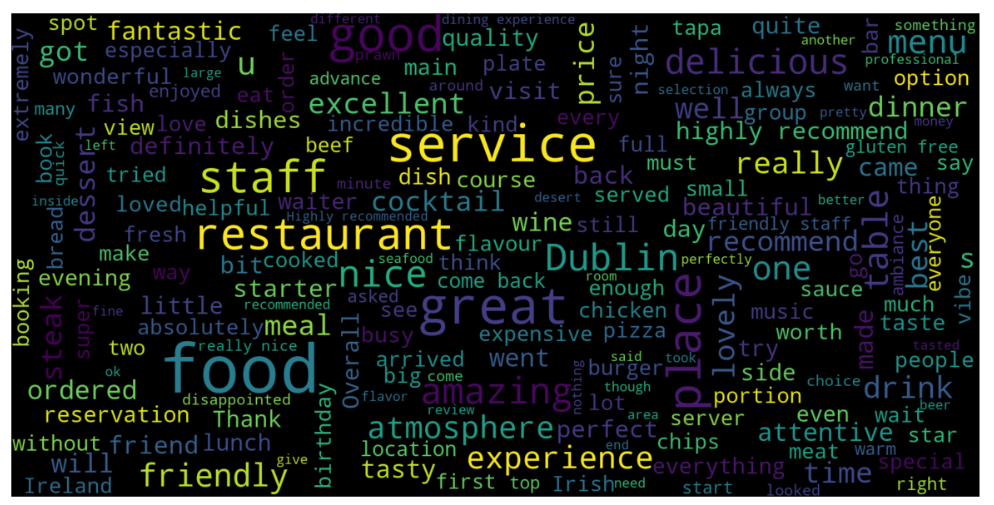 extremely
spot
fantastic
feel
different
dining experience
good
quality
tapa
quite
another
something
got
especially
u
order
prawn
main
plate
price
night
delicious
bar
menu
professional
wonderful
large
advance
around
sure
selection
always
want
option
many
enjoyed
eat
excellent
visit
well
group
pretty
money
dinner
fish
love
dishes
incredible
kind
every
full
highly recommend
gluten free
book
quick
left
view
definitely
beef
service
must
really
came
say
dessert
tried
staff
dish
course
back
small
thing
inside
loved
helpful
waiter
cocktail
served
beautiful
desert
better
bread
fresh
Highly recommended
restaurant
wine
still
day
friendly staff
recommend
table
best
everyone
make
flavour
Dublin
perfectly
go
ambiance
s
evening
way
bit
cooked
seafood
nice
think
come back
room
enough
one
booking
steak
super
little
starter
asked
see
great
chicken
place
lovely
sauce
much
vibe
fine
recommended
absolutely
meal
busy
expensive
pizza
music
worth
made
taste
two
really nice
Overall
arrived
went
said
took
try
tasted
people
ok
food
big
come
amazing
burger
though
side
choice
drink
ordered
disappointed
birthday
flavor
nothing
lot
portion
beer
reservation
Thank
review
area
server
even
wait
without
friend
lunch
atmosphere
perfect
chips
attentive
star
will
give
location
experience
end
everything
meat
warm
special
Ireland
friendly
tasty
first
top
Irish
need
start
looked
time
right